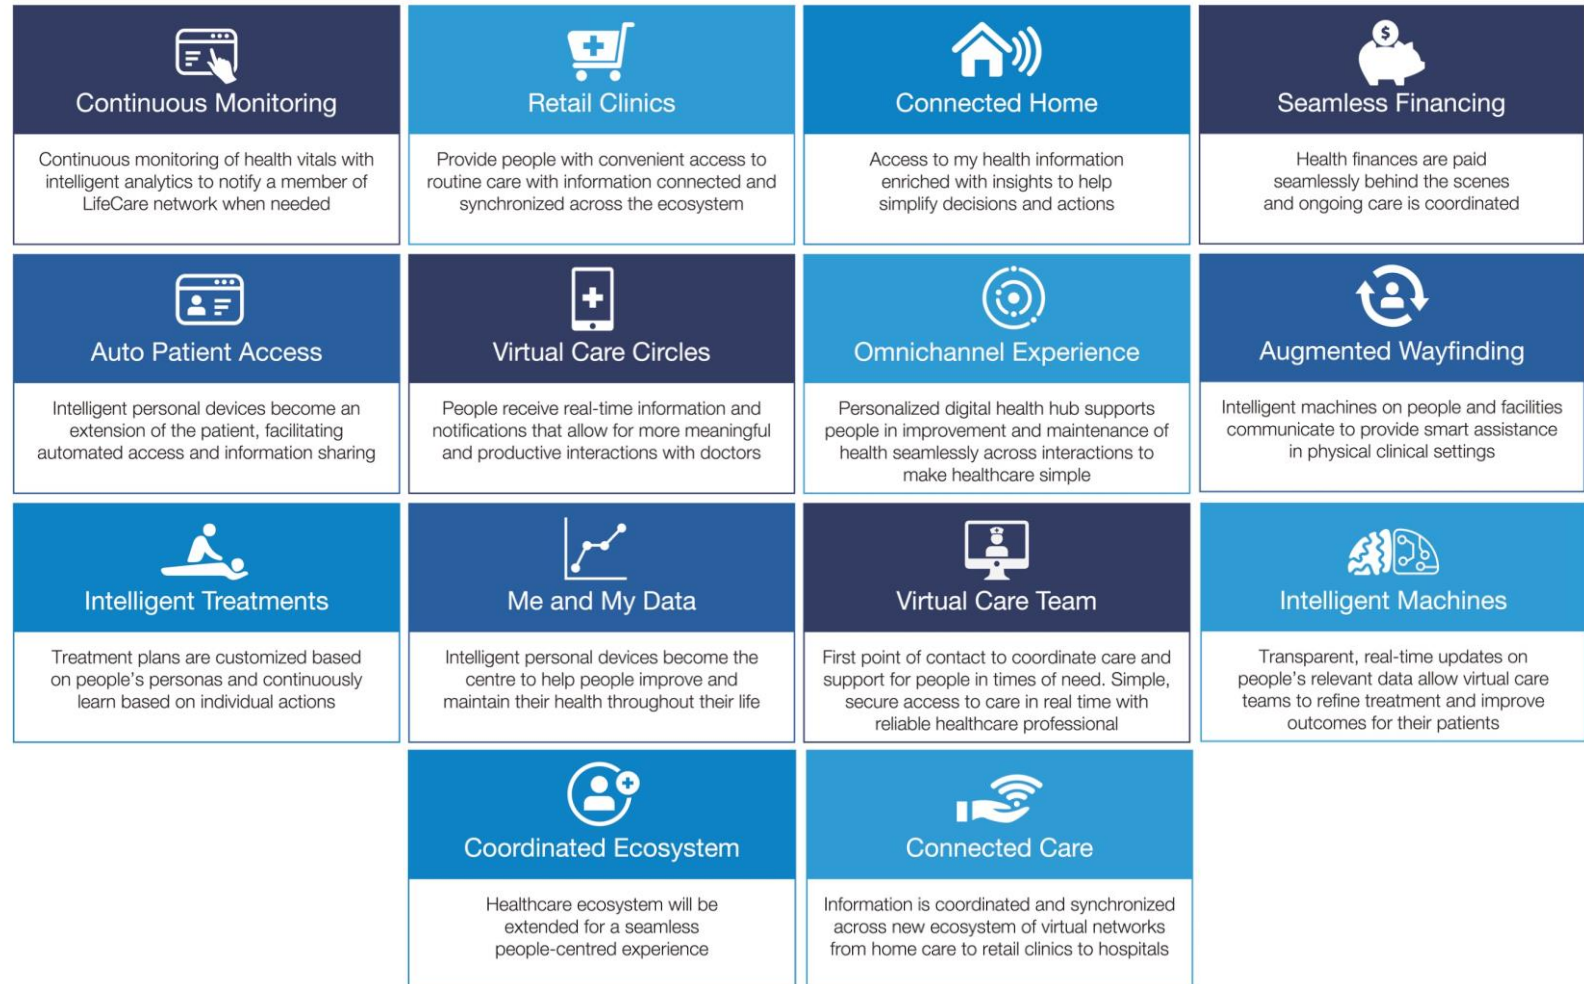 Continuous Monitoring
Continuous monitoring of health vitals with
intelligent analytics to notify a member of
LifeCare network when needed
Retail Clinics
Provide people with convenient access to
routine care with information connected and
synchronized across the ecosystem
Connected Home
Access to my health information
enriched with insights to help
simplify decisions and actions
$
Seamless Financing
Health finances are paid
seamlessly behind the scenes
and ongoing care is coordinated
Auto Patient Access
Intelligent personal devices become an
extension of the patient, facilitating
automated access and information sharing
Virtual Care Circles
People receive real-time information and
notifications that allow for more meaningful
and productive interactions with doctors
Omnichannel Experience
Personalized digital health hub supports
people in improvement and maintenance of
health seamlessly across interactions to
make healthcare simple
Augmented Wayfinding
Intelligent machines on people and facilities
communicate to provide smart assistance
in physical clinical settings
Intelligent Treatments
Treatment plans are customized based
on people's personas and continuously
learn based on individual actions
Me and My Data
Intelligent personal devices become the
centre to help people improve and
maintain their health throughout their life
Virtual Care Team
First point of contact to coordinate care and
support for people in times of need. Simple,
secure access to care in real time with
reliable healthcare professional
Intelligent Machines
Transparent, real-time updates on
people's relevant data allow virtual care
teams to refine treatment and improve
outcomes for their patients
Coordinated Ecosystem
Healthcare ecosystem will be
extended for a seamless
people-centred experience
Connected Care
Information is coordinated and synchronized
across new ecosystem of virtual networks
from home care to retail clinics to hospitals